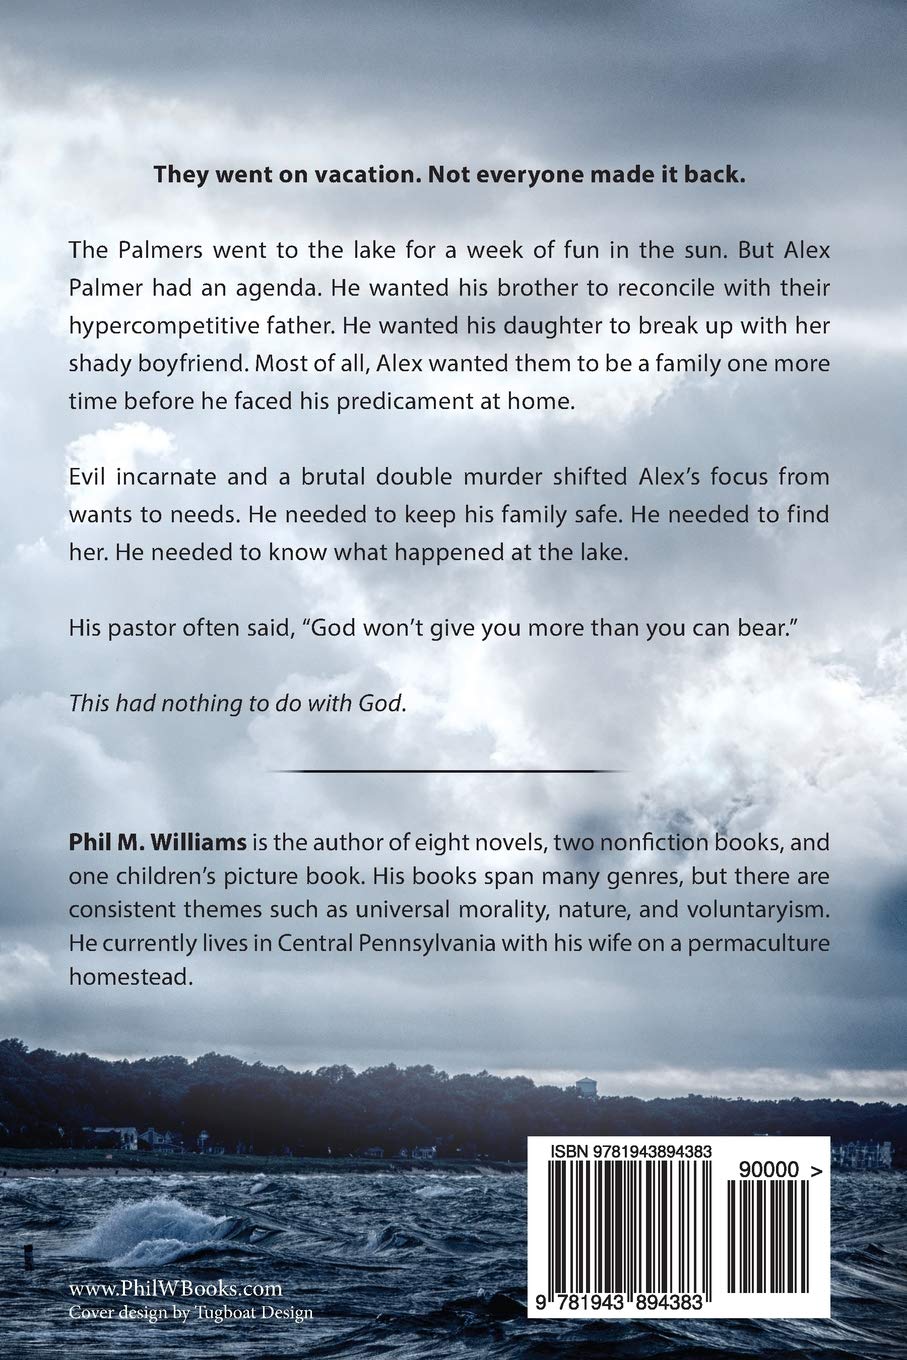 They went on vacation. Not everyone made it back.
The Palmers went to the lake for a week of fun in the sun. But Alex
Palmer had an agenda. He wanted his brother to reconcile with their
hypercompetitive father. He wanted his daughter to break up with her
shady boyfriend. Most of all, Alex wanted them to be a family one more
time before he faced his predicament at home.
Evil incarnate and a brutal double murder shifted Alex’s focus from
wants to needs. He needed to keep his family safe. He needed to find
her. He needed to know what happened at the lake.
His pastor often said, “God won’t give you more than you can bear.”
This had nothing to do with God.
Phil M. Williams is the author of eight novels, two nonfiction books, and
one children’s picture book. His books span many genres, but there are
consistent themes such as universal morality, nature, and voluntaryism.
He currently lives in Central Pennsylvania with his wife on a permaculture
homestead.
ISBN 9781943894383
90000 >
9 781943 894383
www.PhilWBooks.com
Cover design by Tugboat Design